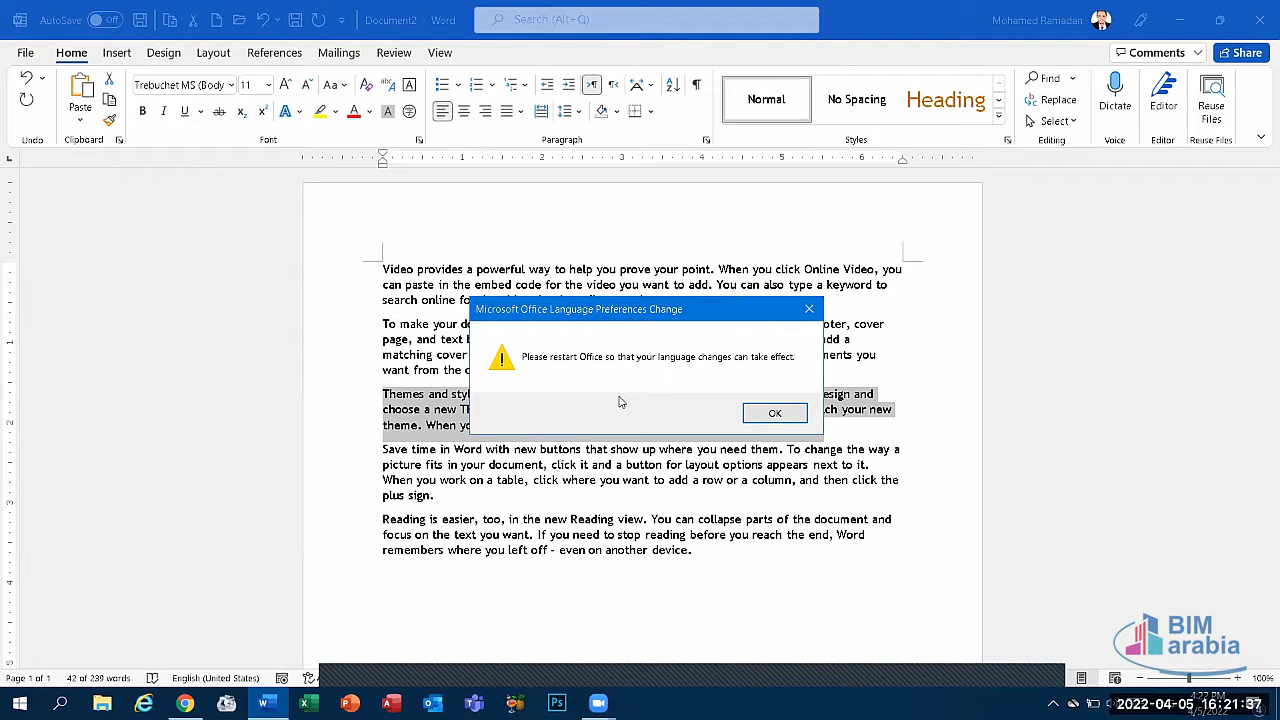 AutoSave Off
Document2 - Word
Search (Alt+Q)
Mohamed Ramadan
File Home Insert Design Layout References Mailings Review View
Comments Share
Trebuchet MS (Body 11
Paste
Normal No Spacing Heading
Find
Replace
Select
Dictate Editor Reuse Files
Undo Clipboard Font Paragraph Styles Editing Voice Editor Reuse Files
1 2 3 4 5 6
Video provides a powerful way to help you prove your point. When you click Online Video, you
can paste in the embed code for the video you want to add. You can also type a keyword to
search online fo
To make your do oter, cover
page, and text b add a
matching cover ments you
want from the
Themes and styl esign and
choose a new Th ch your new
theme. When yo
Microsoft Office Language Preferences Change
Please restart Office so that your language changes can take effect.
OK
Save time in Word with new buttons that show up where you need them. To change the way a
picture fits in your document, click it and a button for layout options appears next to it.
When you work on a table, click where you want to add a row or a column, and then click the
plus sign.
Reading is easier, too, in the new Reading view. You can collapse parts of the document and
focus on the text you want. If you need to stop reading before you reach the end, Word
remembers where you left off - even on another device.
BIM
arabia
Page 1 of 1 42 of 239 words English (United States) 100%
4:22 PM
2022-04-05 16:21:37